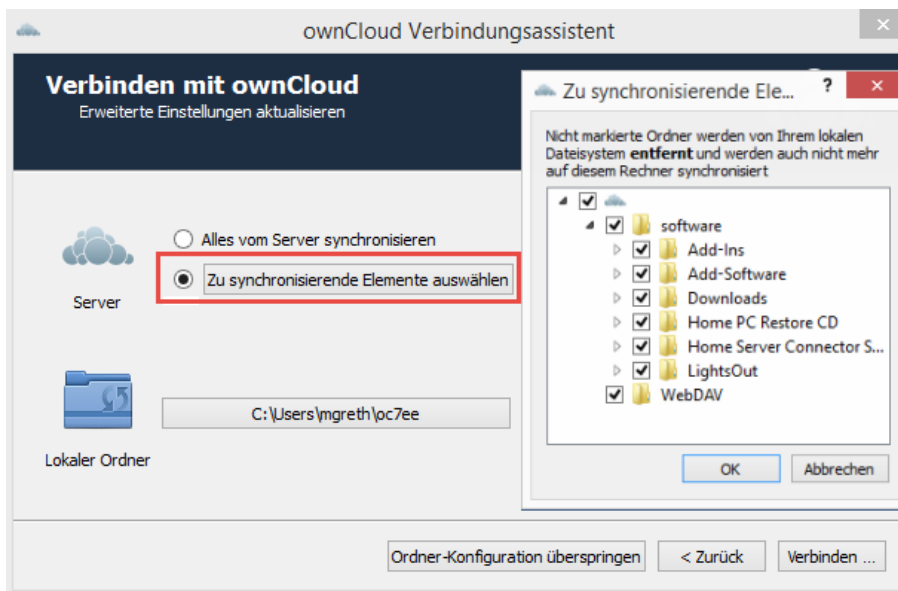 ownCloud Verbindungsassistent
Verbinden mit ownCloud
Erweiterte Einstellungen aktualisieren
Alles vom Server synchronisieren
Zu synchronisierende Elemente auswählen
Server
C:\Users\mgreth\oc7ee
Lokaler Ordner
Zu synchronisierende Ele... ?
Nicht markierte Ordner werden von Ihrem lokalen
Dateisystem entfernt und werden auch nicht mehr
auf diesem Rechner synchronisiert
software
Add-Ins
Add-Software
Downloads
Home PC Restore CD
Home Server Connector S...
LightsOut
WebDAV
OK Abbrechen
Ordner-Konfiguration überspringen < Zurück Verbinden ...